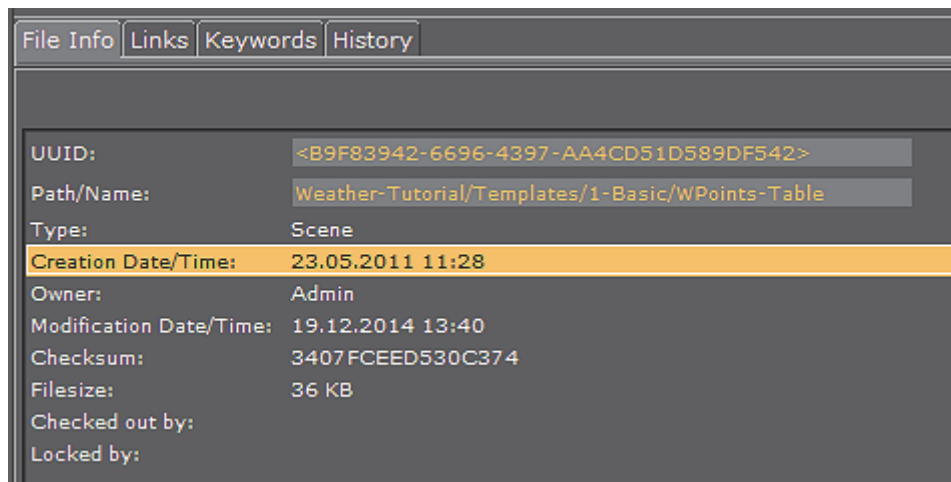 File Info Links Keywords History
UUID: <B9F83942-6696-4397-AA4CD51D589DF542>
Path/Name: Weather-Tutorial/Templates/1-Basic/WPoints-Table
Type: Scene
Creation Date/Time: 23.05.2011 11:28
Owner: Admin
Modification Date/Time: 19.12.2014 13:40
Checksum: 3407FCEED530C374
Filesize: 36 KB
Checked out by:
Locked by: